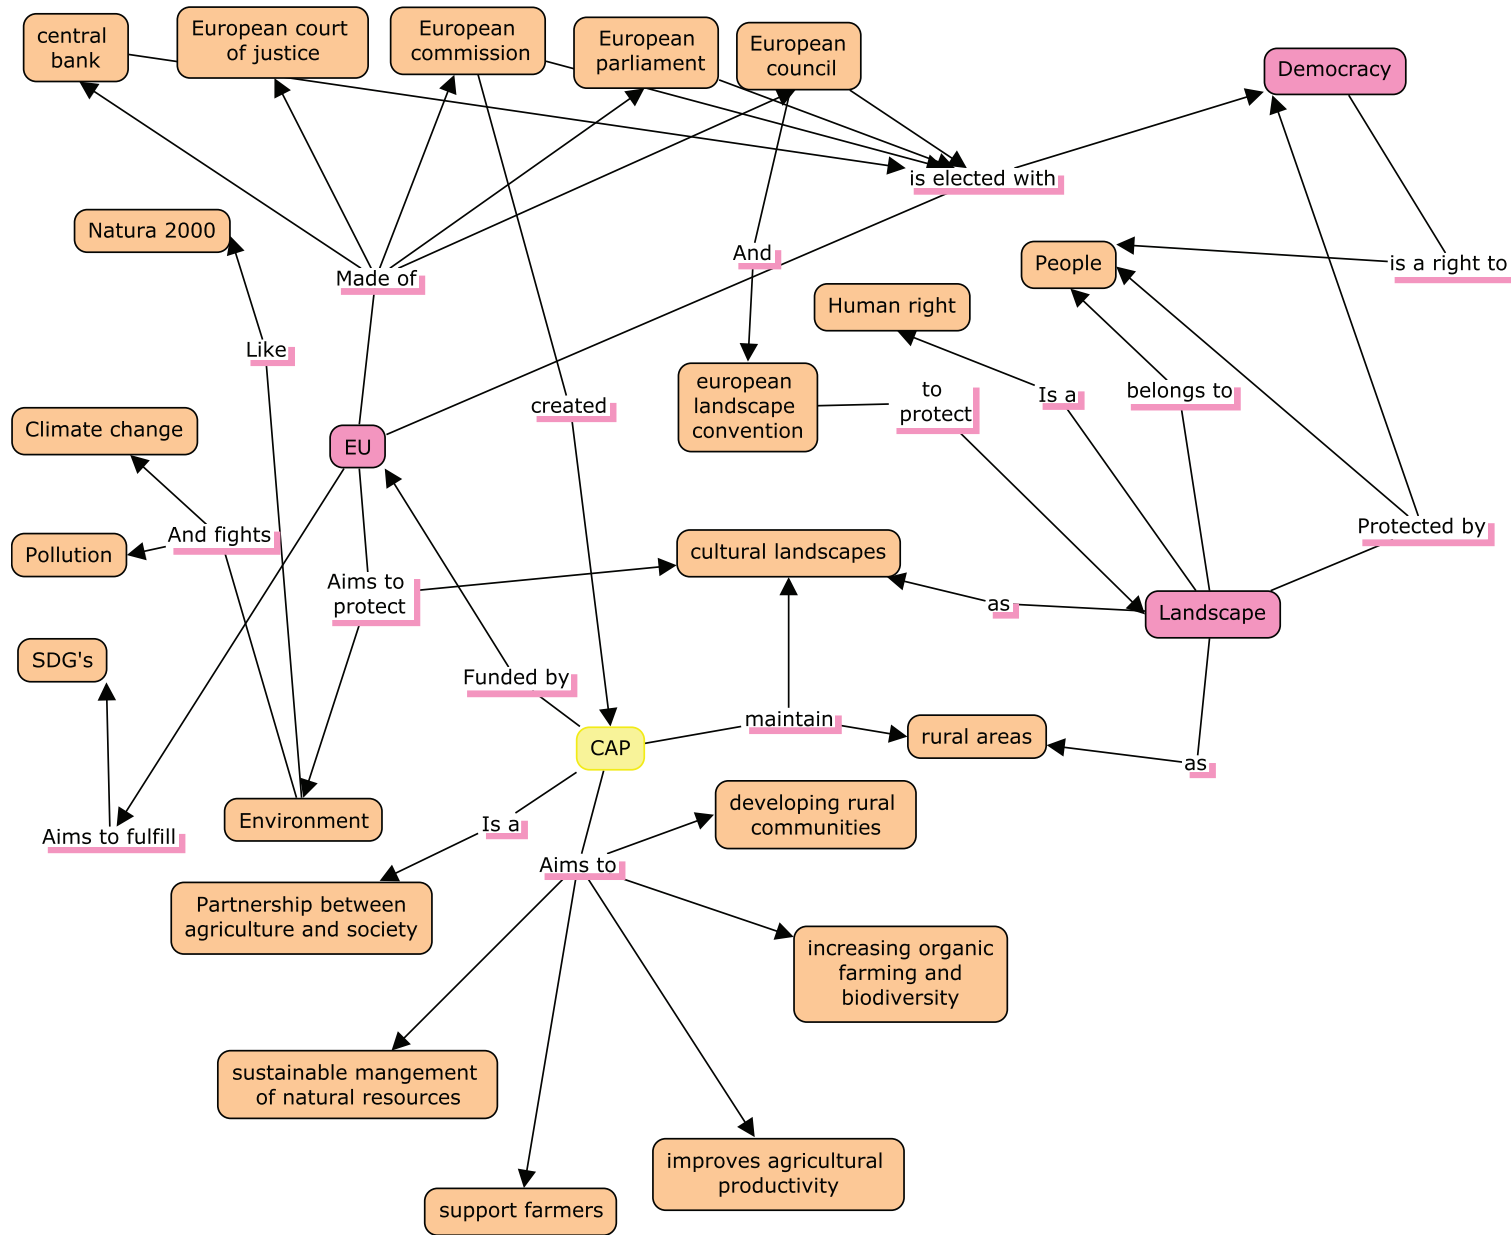 central
bank
European court
of justice
European
commission
European
parliament
European
council
Democracy
is elected with
Natura 2000
And
People
is a right to
Made of
Human right
Like
european
landscape
convention
to
protect
Is a
belongs to
created
Climate change
EU
And fights
Protected by
Pollution
cultural landscapes
Aims to
protect
as
Landscape
SDG's
Funded by
maintain
rural areas
CAP
as
developing rural
communities
Environment
Is a
Aims to fulfill
Aims to
Partnership between
agriculture and society
increasing organic
farming and
biodiversity
sustainable mangement
of natural resources
improves agricultural
productivity
support farmers